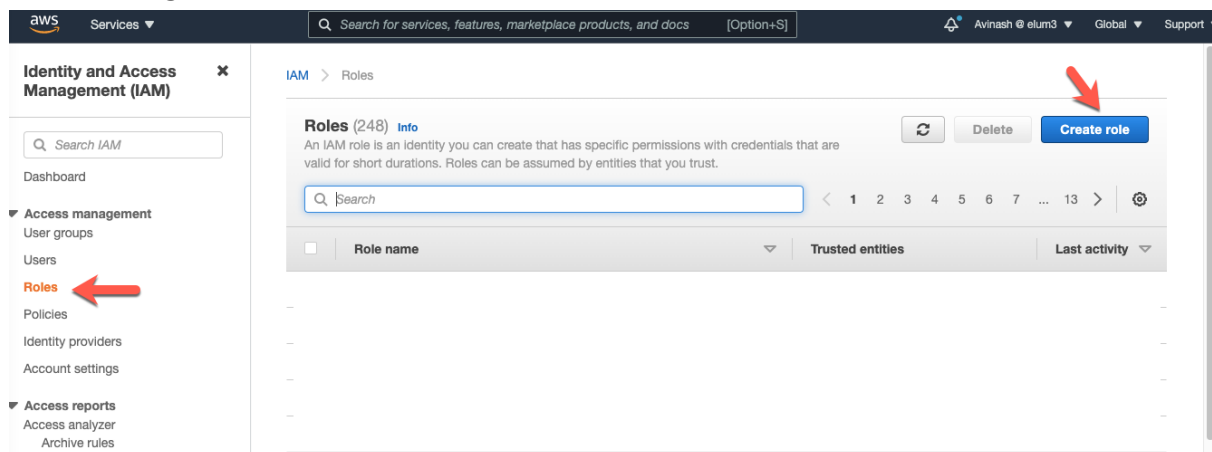 aws Services ▼ Search for services, features, marketplace products, and docs [Option+S] Avinash @ elum3 ▼ Global ▼ Support
Identity and Access
Management (IAM)
Search IAM
Dashboard
Access management
User groups
Users
Roles
Policies
Identity providers
Account settings
Access reports
Access analyzer
Archive rules
IAM > Roles
Roles (248) Info
An IAM role is an identity you can create that has specific permissions with credentials that are
valid for short durations. Roles can be assumed by entities that you trust.
Delete Create role
Search
< 1 2 3 4 5 6 7 ... 13 >
Role name Trusted entities Last activity